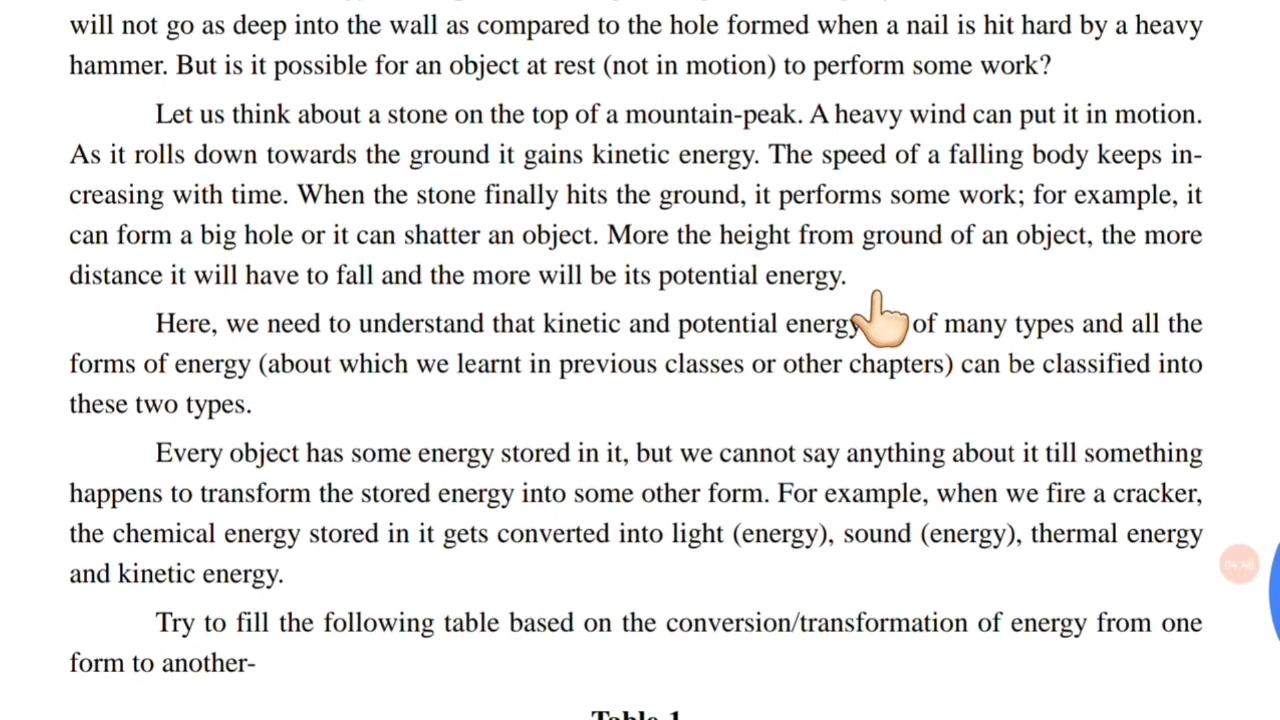 will not go as deep into the wall as compared to the hole formed when a nail is hit hard by a heavy
hammer. But is it possible for an object at rest (not in motion) to perform some work?
Let us think about a stone on the top of a mountain-peak. A heavy wind can put it in motion.
As it rolls down towards the ground it gains kinetic energy. The speed of a falling body keeps in-
creasing with time. When the stone finally hits the ground, it performs some work; for example, it
can form a big hole or it can shatter an object. More the height from ground of an object, the more
distance it will have to fall and the more will be its potential energy.
Here, we need to understand that kinetic and potential energy of many types and all the
forms of energy (about which we learnt in previous classes or other chapters) can be classified into
these two types.
Every object has some energy stored in it, but we cannot say anything about it till something
happens to transform the stored energy into some other form. For example, when we fire a cracker,
the chemical energy stored in it gets converted into light (energy), sound (energy), thermal energy
and kinetic energy.
04:48
Try to fill the following table based on the conversion/transformation of energy from one
form to another-
Table 1